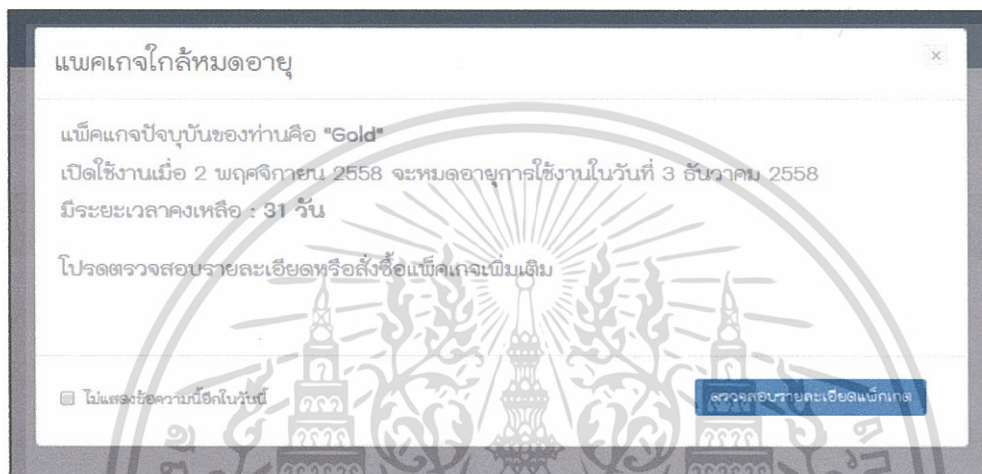 แพคเกจใกล้หมดอายุ
×
แพ็คแกจปัจจุบันของท่านคือ "Gold"
เปิดใช้งานเมื่อ 2 พฤศจิกายน 2558 จะหมดอายุการใช้งานในวันที่ 3 ธันวาคม 2558
มีระยะเวลาคงเหลือ : 31 วัน
โปรดตรวจสอบรายละเอียดหรือสั่งซื้อแพ็คเกจเพิ่มเติม
ไม่แสดงข้อความนี้อีกในวันนี้
ตรวจสอบรายละเอียดแพ็กเกต